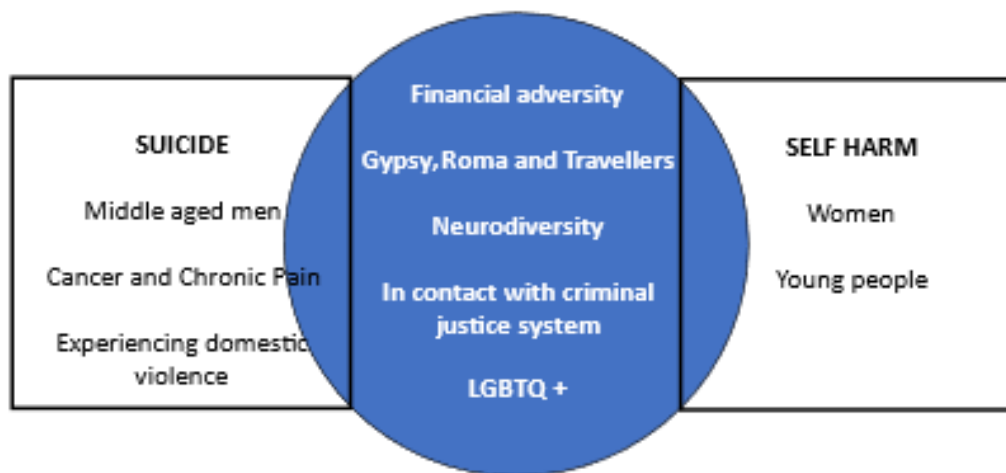 SUICIDE
Middle aged men
Cancer and Chronic Pain
Experiencing domestic
violence
Financial adversity
Gypsy, Roma and Travellers
Neurodiversity
In contact with criminal
justice system
LGBTQ +
SELF HARM
Women
Young people